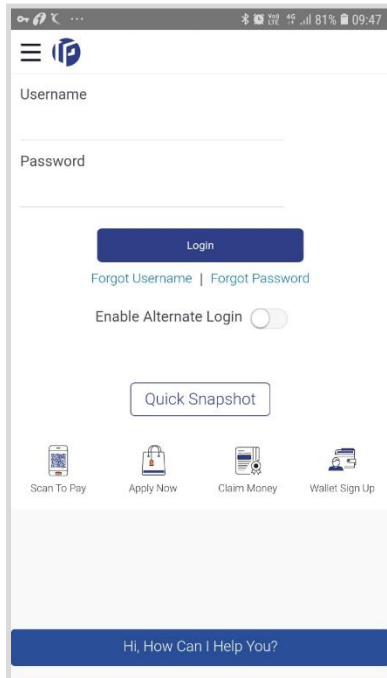 81% 09:47
Username
Password
Login
Forgot Username | Forgot Password
Enable Alternate Login
Quick Snapshot
Scan To Pay Apply Now Claim Money Wallet Sign Up
Hi, How Can I Help You?